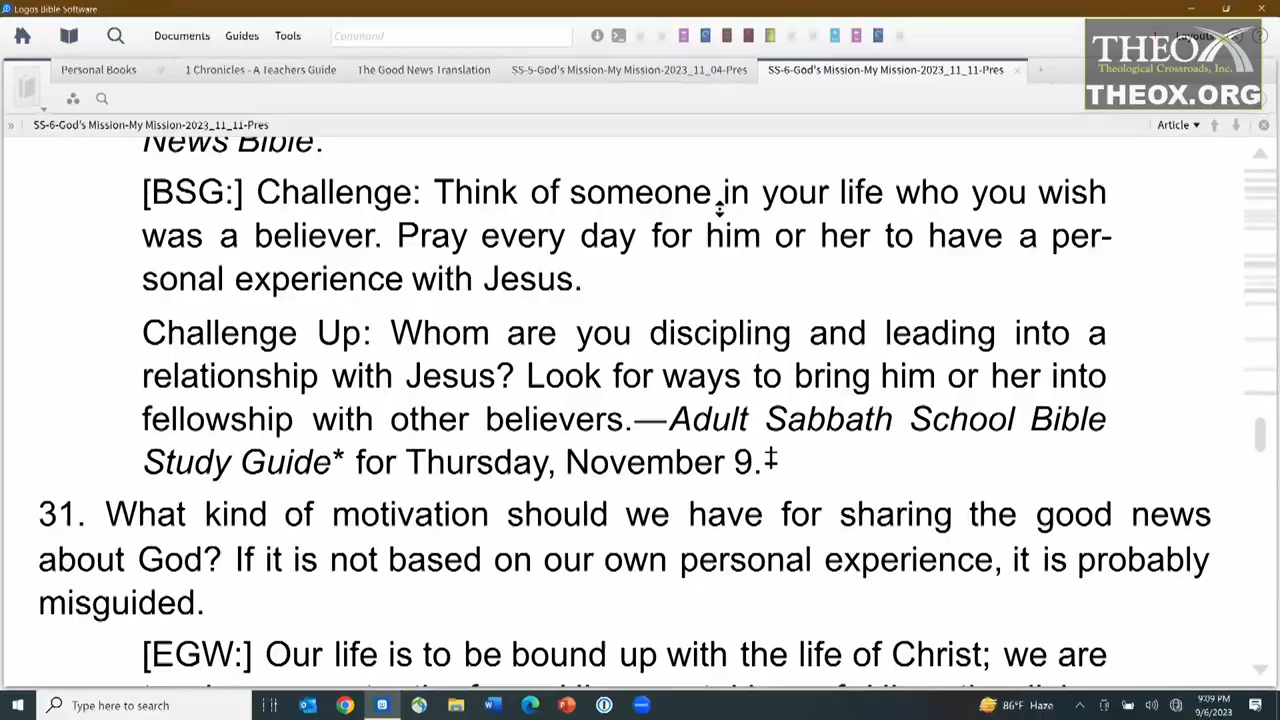 Logos Bible Software
Documents Guides Tools Command Layouts
THEOX
Theological Crossroads, Inc.
THEOX.ORG
Personal Books 1 Chronicles - A Teachers Guide The Good News Bible SS-5-God's Mission-My Mission-2023_11_04-Pres SS-6-God's Mission-My Mission-2023_11_11-Pres
SS-6-God's Mission-My Mission-2023_11_11-Pres Article
News Bible.
[BSG:] Challenge: Think of someone in your life who you wish
was a believer. Pray every day for him or her to have a per-
sonal experience with Jesus.
Challenge Up: Whom are you discipling and leading into a
relationship with Jesus? Look for ways to bring him or her into
fellowship with other believers.—Adult Sabbath School Bible
Study Guide* for Thursday, November 9.‡
31. What kind of motivation should we have for sharing the good news
about God? If it is not based on our own personal experience, it is probably
misguided.
[EGW:] Our life is to be bound up with the life of Christ; we are
Type here to search 86°F Haze 9:09 PM
9/6/2023